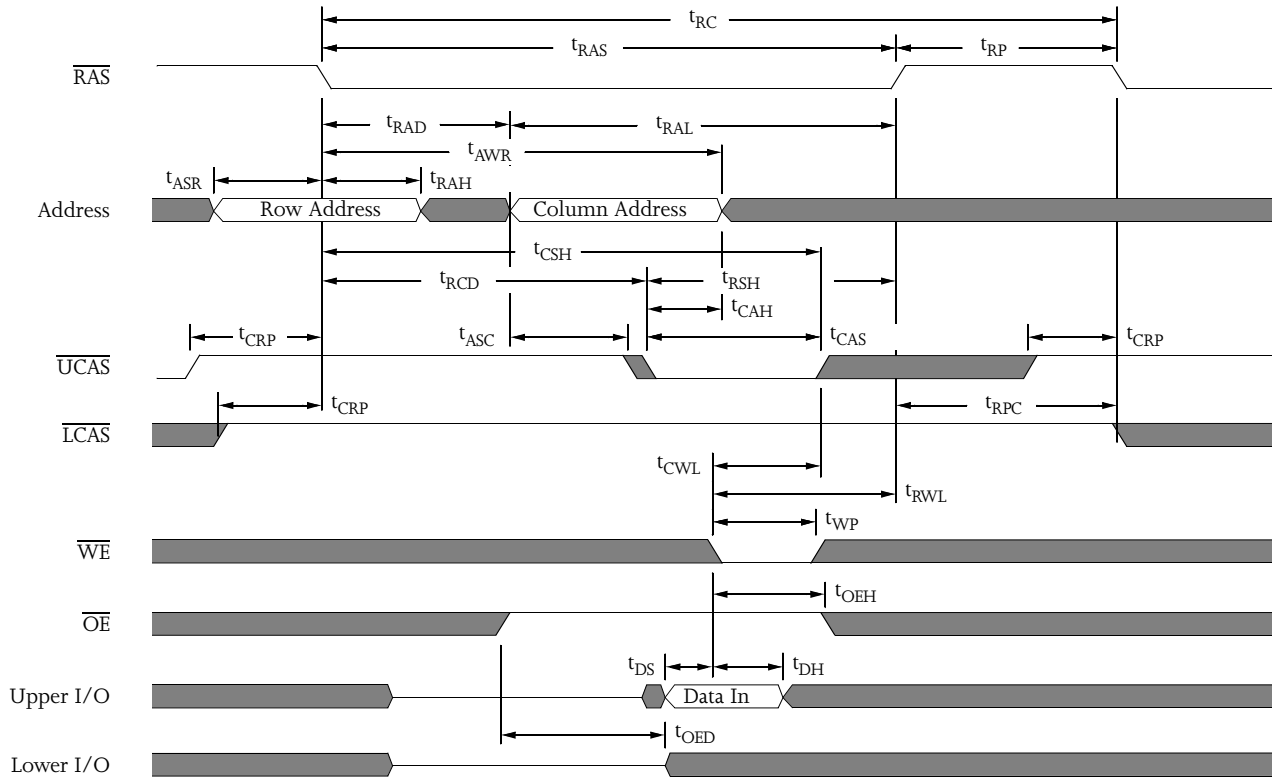 tRC
tRAS
tRP
RAS
tRAD
tRAL
tAWR
tASR
tRAH
Address
Row Address
Column Address
tCSH
tRCD
tRSH
tCAH
tCRP
tASC
tCAS
tCRP
UCAS
tCRP
tRPC
LCAS
tCWL
tRWL
tWP
WE
tOEH
OE
tDS
tDH
Upper I/O
Data In
tOED
Lower I/O